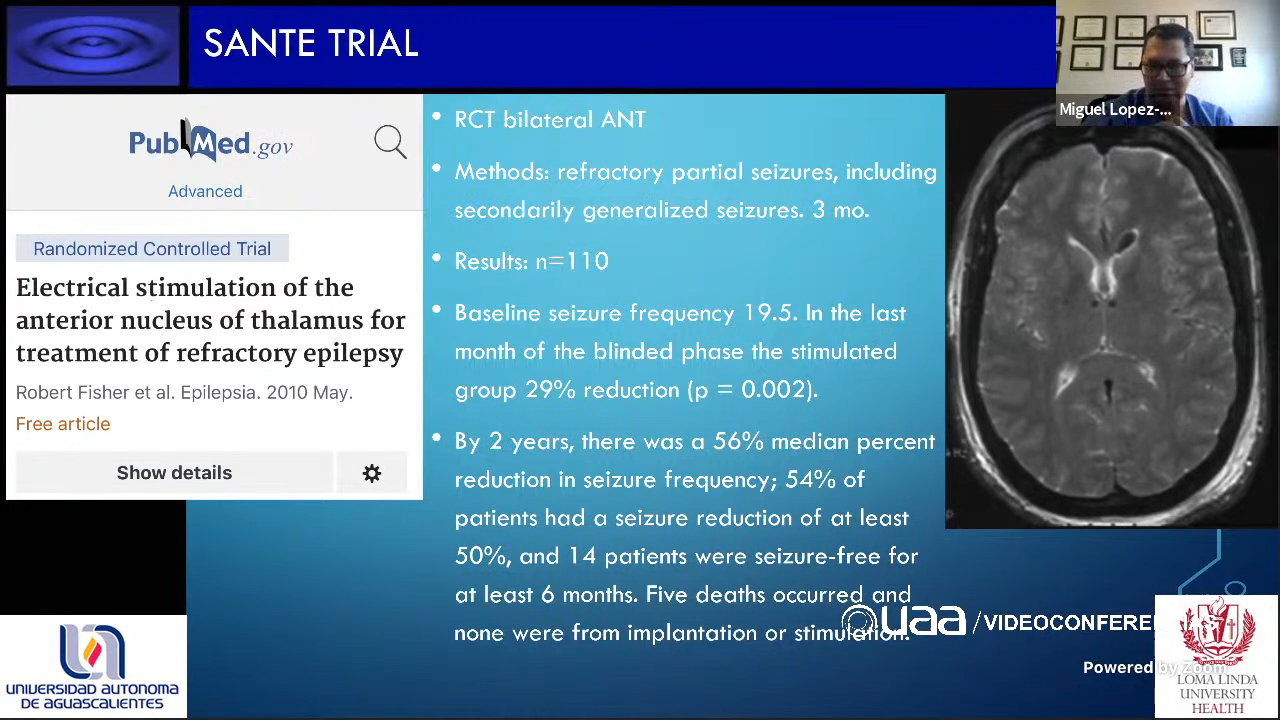 SANTE TRIAL
Miguel Lopez-...
PubMed.gov
Advanced
Randomized Controlled Trial
Electrical stimulation of the
anterior nucleus of thalamus for
treatment of refractory epilepsy
Robert Fisher et al. Epilepsia. 2010 May.
Free article
Show details
• RCT bilateral ANT
• Methods: refractory partial seizures, including
secondarily generalized seizures. 3 mo.
• Results: n=110
• Baseline seizure frequency 19.5. In the last
month of the blinded phase the stimulated
group 29% reduction (p = 0.002).
• By 2 years, there was a 56% median percent
reduction in seizure frequency; 54% of
patients had a seizure reduction of at least
50%, and 14 patients were seizure-free for
at least 6 months. Five deaths occurred and
none were from implantation or stimulation.
uaa/VIDEOCONFERENCIAS
Powered by Zoom
UNIVERSIDAD AUTONOMA
DE AGUASCALIENTES
LOMA LINDA
UNIVERSITY
HEALTH